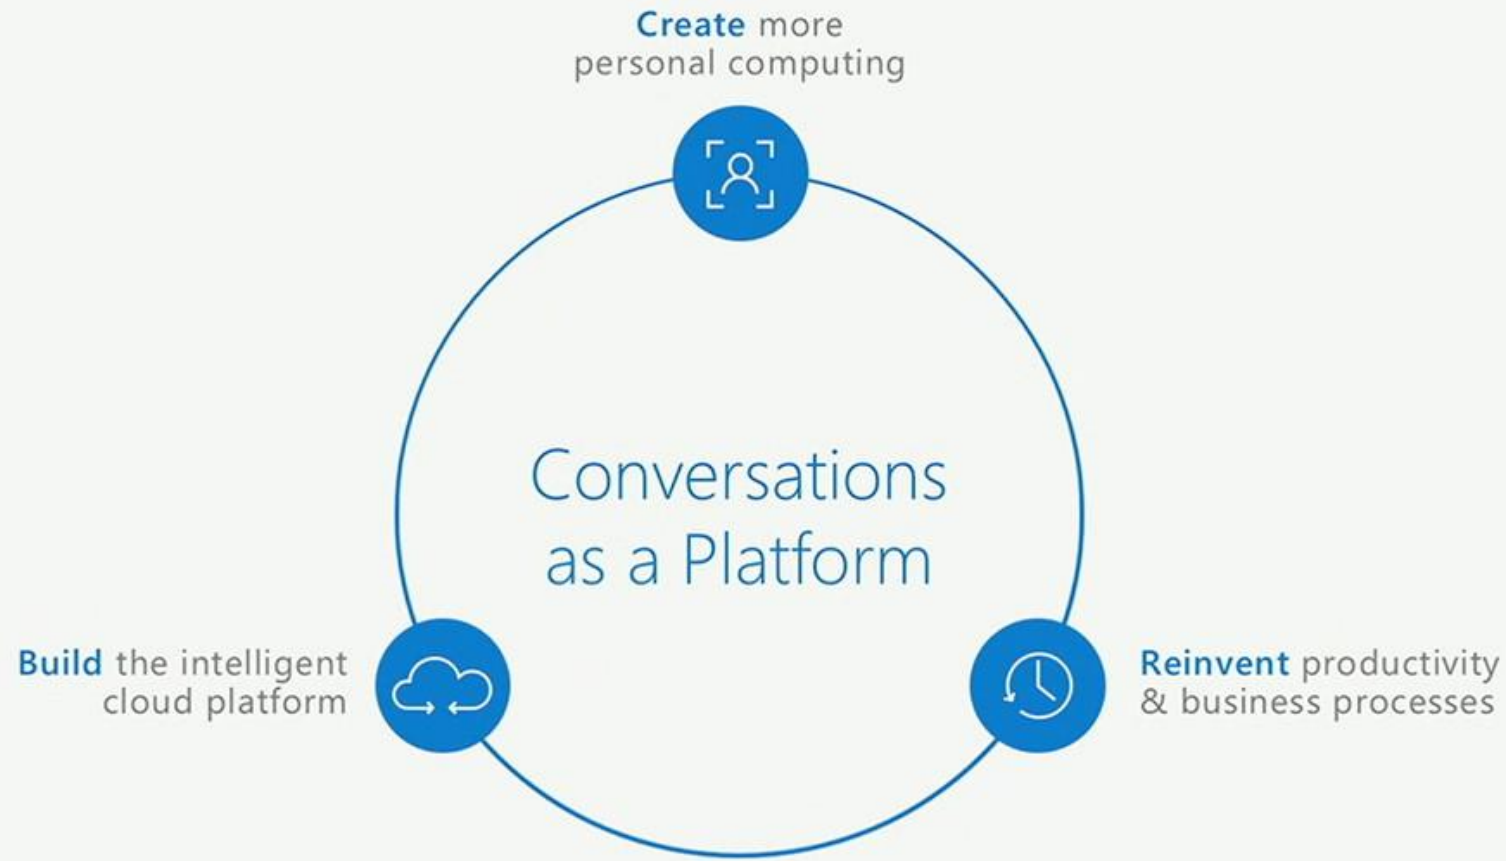 Create more
personal computing
Conversations
as a Platform
Build the intelligent
cloud platform
Reinvent productivity
& business processes